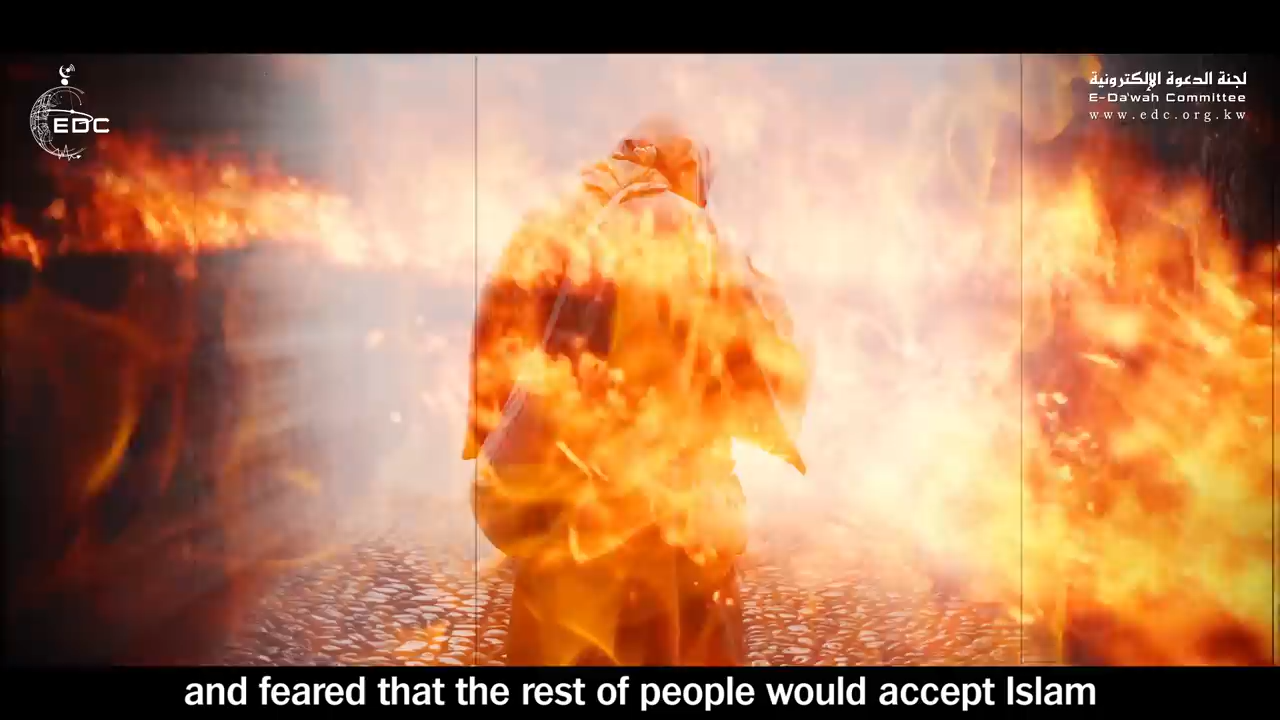 EDC
لجنة الدعوة الإلكترونية
E-Da'wah Committee
www.edc.org.kw
and feared that the rest of people would accept Islam